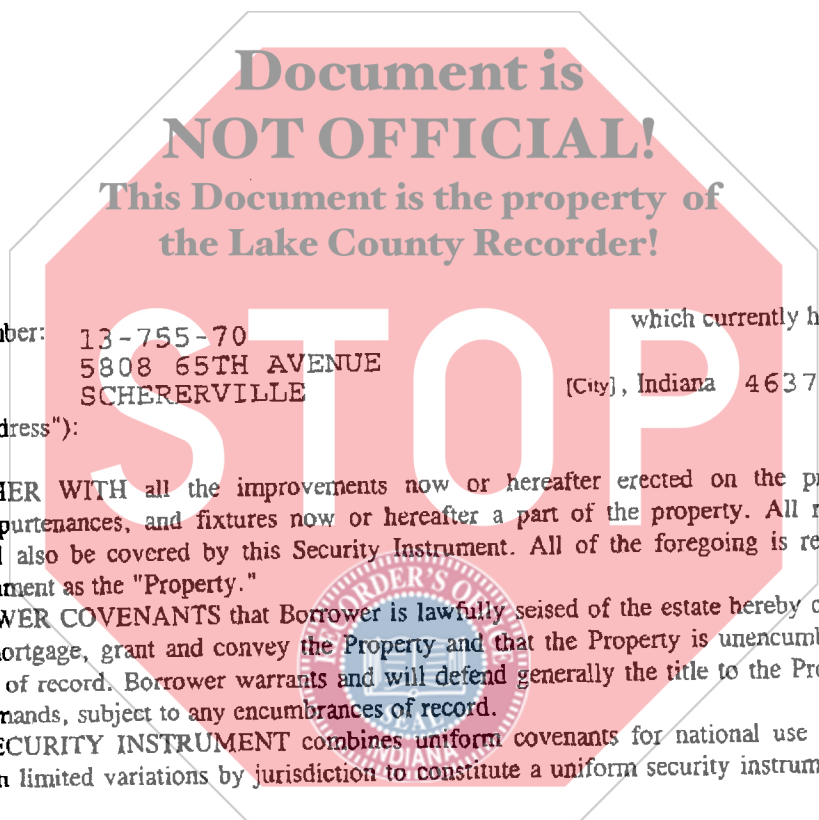 Document is
NOT OFFICIAL!
This Document is the property of
the Lake County Recorder!
STOP
ber: 13-755-70 which currently h
5808 65TH AVENUE
SCHERERVILLE [City], Indiana 4637
dress"):
HER WITH all the improvements now or hereafter erected on the pr
purtenances, and fixtures now or hereafter a part of the property. All r
l also be covered by this Security Instrument. All of the foregoing is re
ment as the "Property."
WER COVENANTS that Borrower is lawfully seised of the estate hereby c
ortgage, grant and convey the Property and that the Property is unencumb
of record. Borrower warrants and will defend generally the title to the Pro
mands, subject to any encumbrances of record.
ECURITY INSTRUMENT combines uniform covenants for national use
n limited variations by jurisdiction to constitute a uniform security instrum
RECORDER'S OFFICE
SEAL
INDIANA